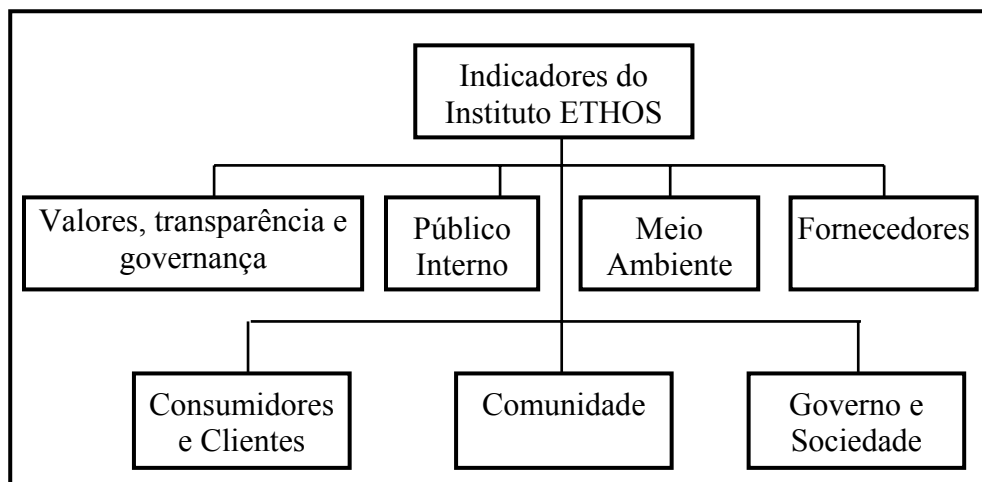 Indicadores do
Instituto ETHOS
Valores, transparência e
governança
Público
Interno
Meio
Ambiente
Fornecedores
Consumidores
e Clientes
Comunidade
Governo e
Sociedade